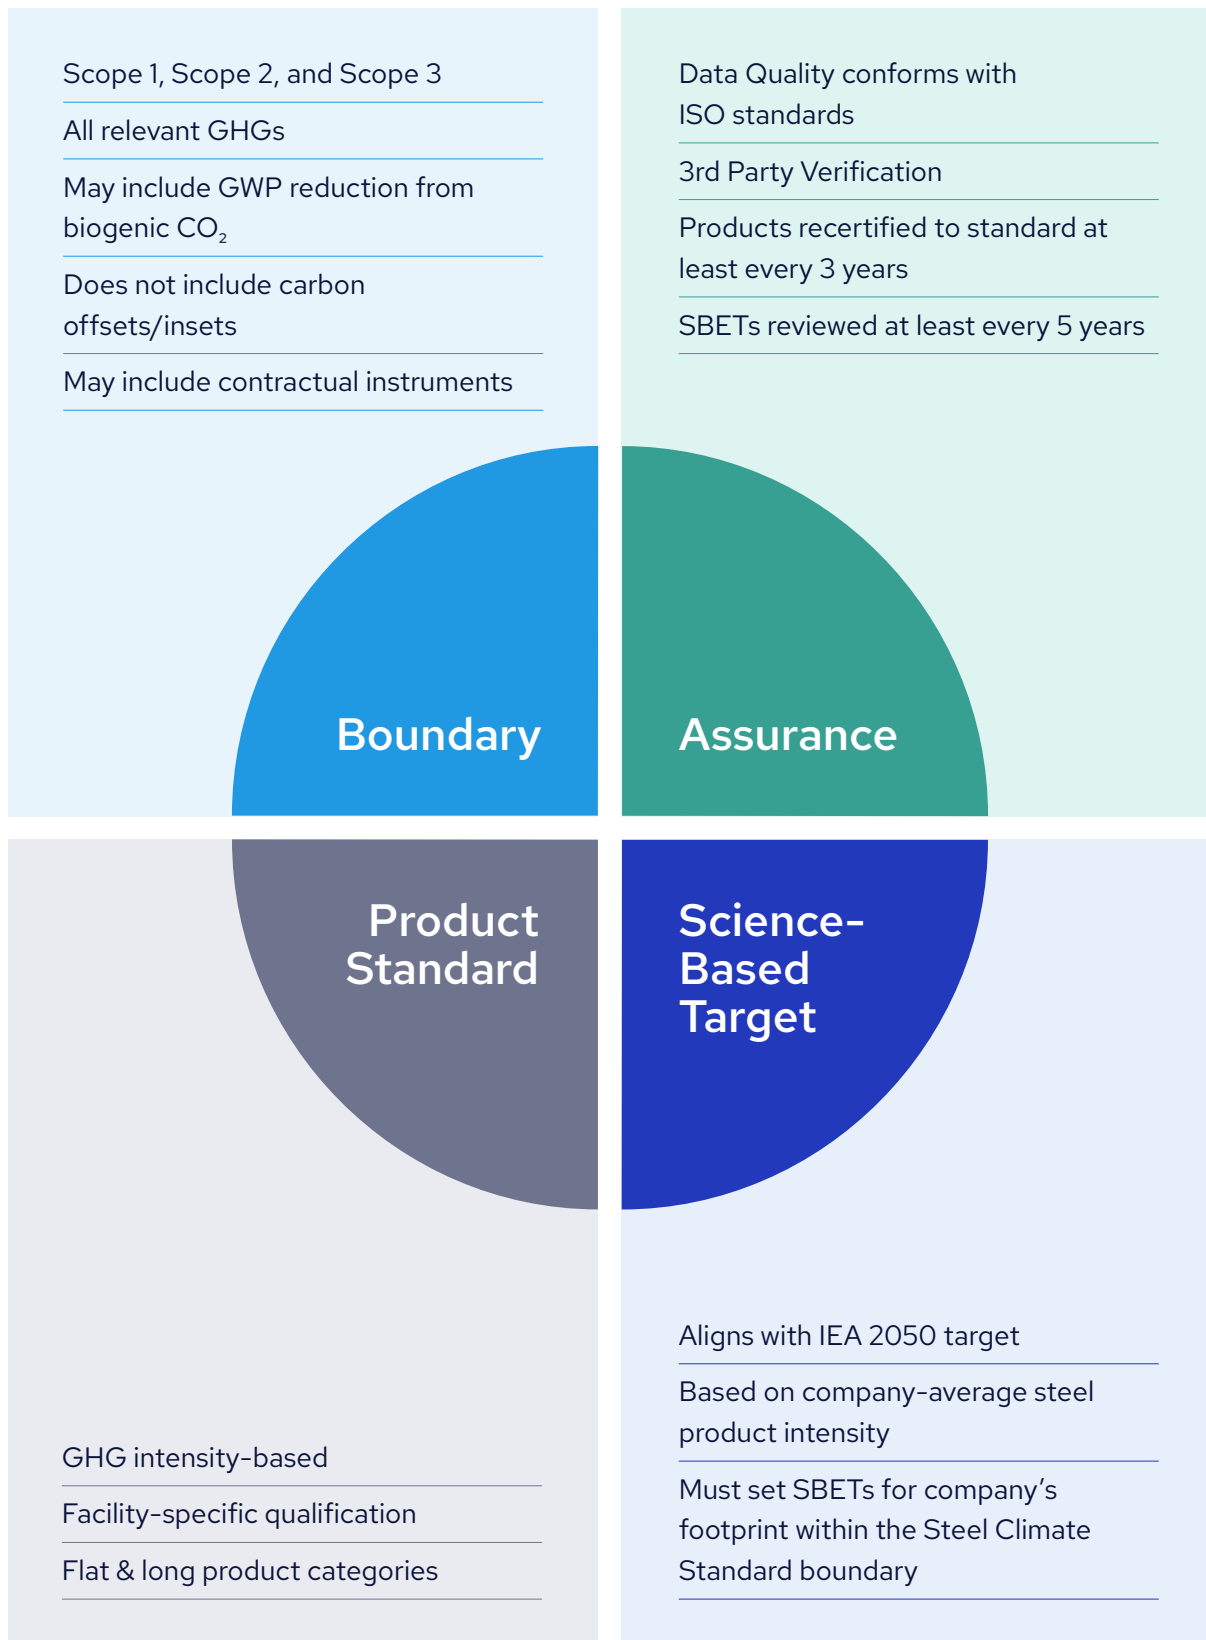 Scope 1, Scope 2, and Scope 3
All relevant GHGs
May include GWP reduction from
biogenic CO₂
Does not include carbon
offsets/insets
May include contractual instruments
Boundary
Data Quality conforms with
ISO standards
3rd Party Verification
Products recertified to standard at
least every 3 years
SBETs reviewed at least every 5 years
Assurance
Product
Standard
GHG intensity-based
Facility-specific qualification
Flat & long product categories
Science-
Based
Target
Aligns with IEA 2050 target
Based on company-average steel
product intensity
Must set SBETs for company’s
footprint within the Steel Climate
Standard boundary